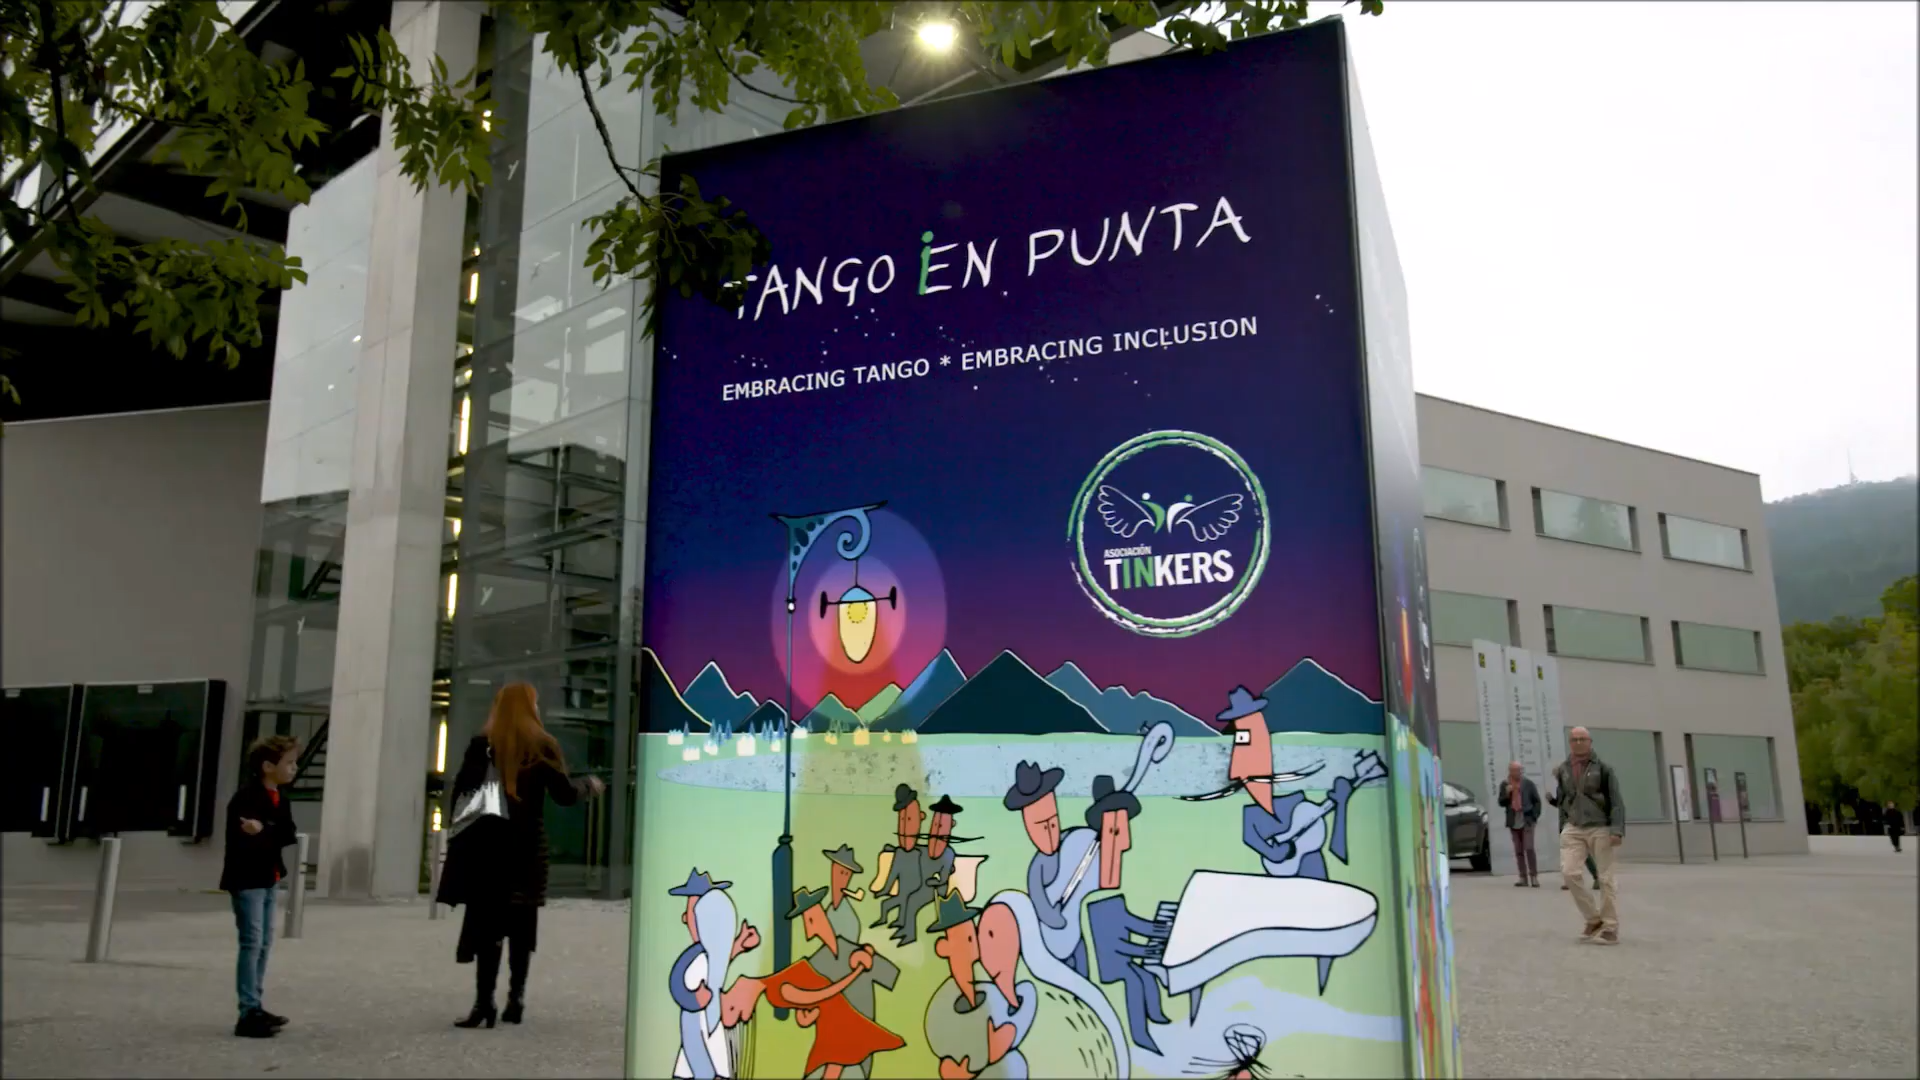 TANGO EN PUNTA
EMBRACING TANGO * EMBRACING INCLUSION
ASOCIACIÓN
TINKERS